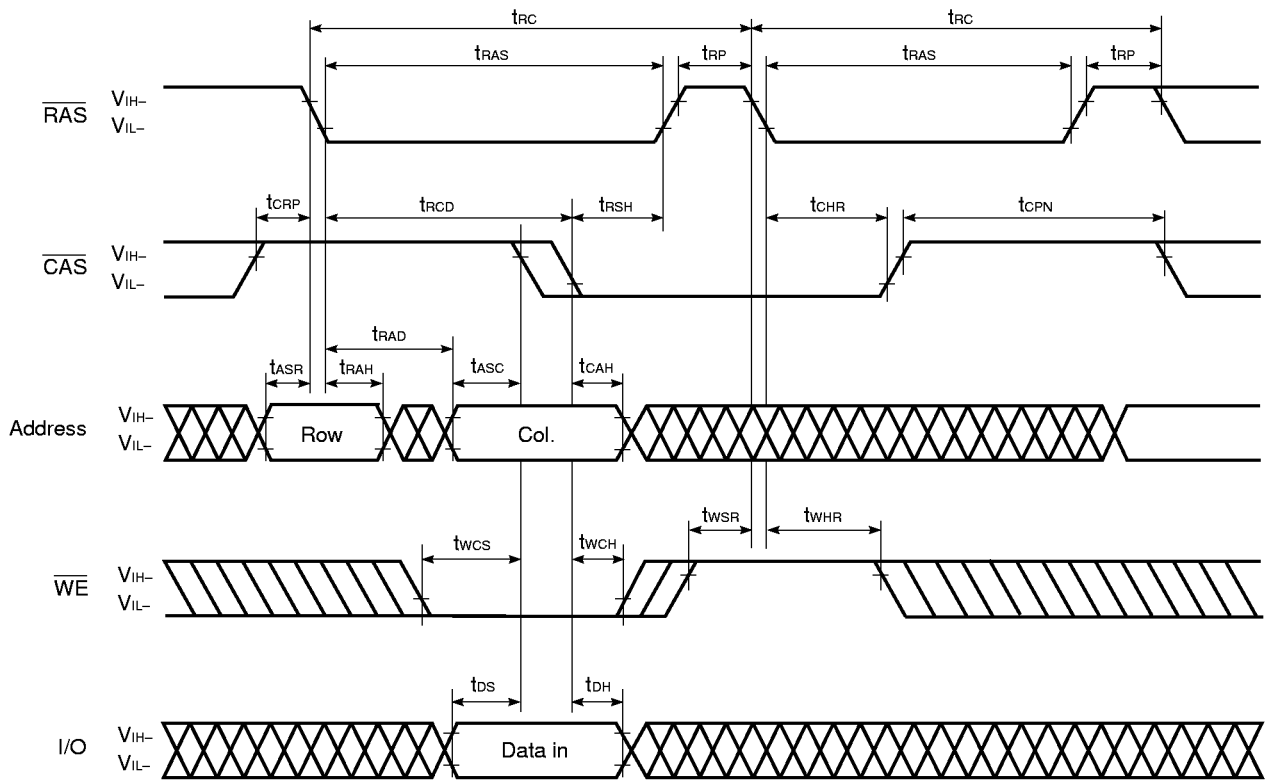 tRC tRC
tRAS tRP tRAS tRP
RAS VIH– VIL–
tCRP tRCD tRSH tCHR tCPN
CAS VIH– VIL–
tRAD
tASR tRAH tASC tCAH
Address VIH– VIL– Row Col.
tWSR tWHR
tWCS tWCH
WE VIH– VIL–
tDS tDH
I/O VIH– VIL– Data in